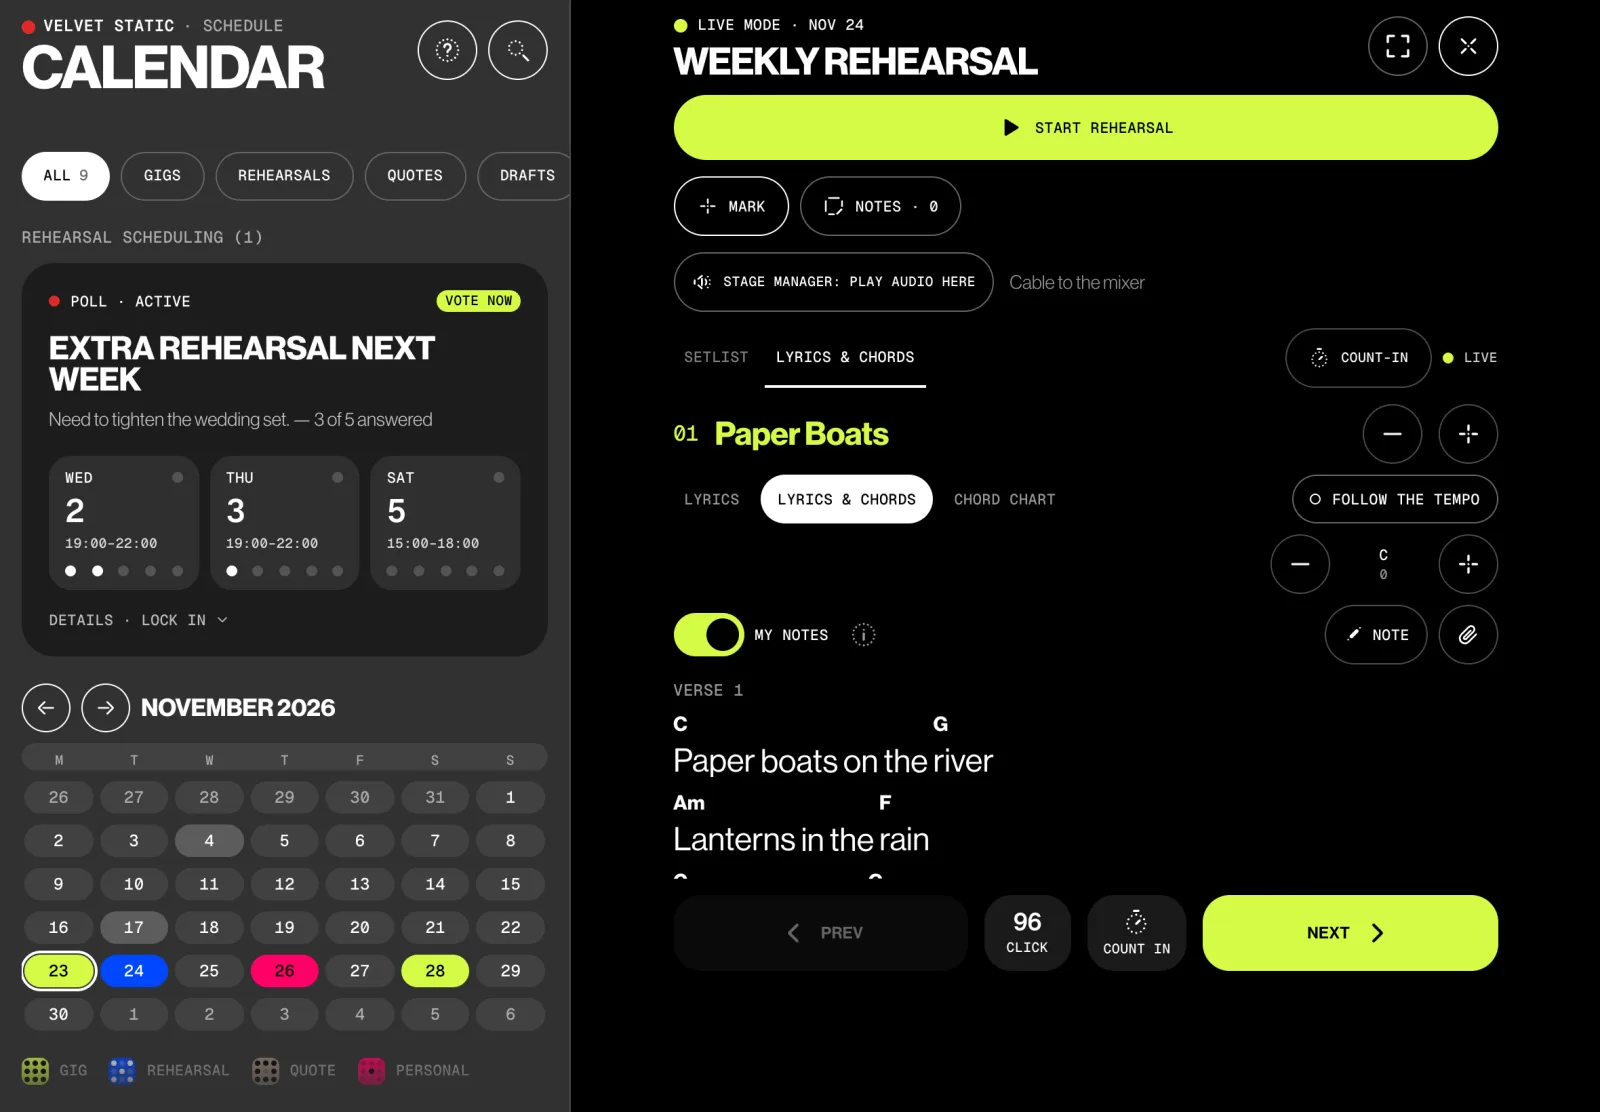 VELVET STATIC · SCHEDULE
CALENDAR
ALL 9
GIGS
REHEARSALS
QUOTES
DRAFTS
REHEARSAL SCHEDULING (1)
POLL · ACTIVE
VOTE NOW
EXTRA REHEARSAL NEXT
WEEK
Need to tighten the wedding set. — 3 of 5 answered
WED
2
19:00-22:00
THU
3
19:00-22:00
SAT
5
15:00-18:00
DETAILS · LOCK IN
NOVEMBER 2026
M T W T F S S
26 27 28 29 30 31 1
2 3 4 5 6 7 8
9 10 11 12 13 14 15
16 17 18 19 20 21 22
23 24 25 26 27 28 29
30 1 2 3 4 5 6
GIG
REHEARSAL
QUOTE
PERSONAL
LIVE MODE · NOV 24
WEEKLY REHEARSAL
START REHEARSAL
MARK
NOTES · 0
STAGE MANAGER: PLAY AUDIO HERE
Cable to the mixer
SETLIST
LYRICS & CHORDS
COUNT-IN
LIVE
01 Paper Boats
LYRICS
LYRICS & CHORDS
CHORD CHART
FOLLOW THE TEMPO
C
0
MY NOTES
NOTE
VERSE 1
C G
Paper boats on the river
Am F
Lanterns in the rain
PREV
96
CLICK
COUNT IN
NEXT